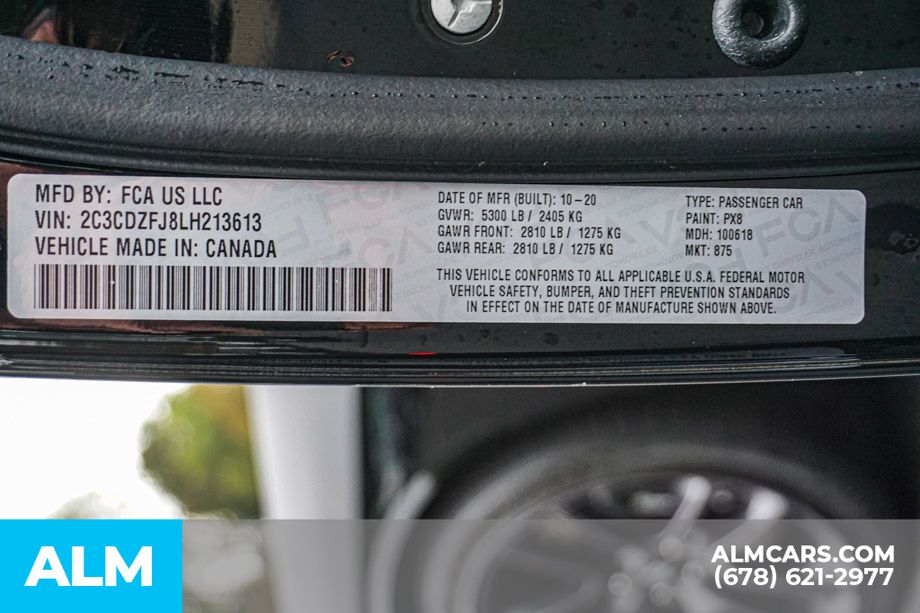 MFD BY: FCA US LLC
VIN: 2C3CDZFJ8LH213613
VEHICLE MADE IN: CANADA
DATE OF MFR (BUILT): 10-20
GVWR: 5300 LB / 2405 KG
GAWR FRONT: 2810 LB / 1275 KG
GAWR REAR: 2810 LB / 1275 KG
TYPE: PASSENGER CAR
PAINT: PX8
MDH: 100618
MKT: 875
THIS VEHICLE CONFORMS TO ALL APPLICABLE U.S.A. FEDERAL MOTOR
VEHICLE SAFETY, BUMPER, AND THEFT PREVENTION STANDARDS
IN EFFECT ON THE DATE OF MANUFACTURE SHOWN ABOVE.
ALM
ALMCARS.COM
(678) 621-2977